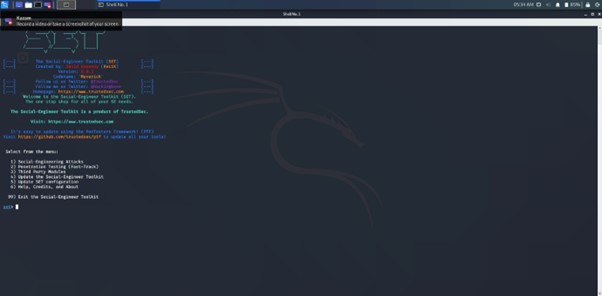 Shell No. 1
05:34 AM
85%
Kazam
Record a video or take a screenshot of your screen
Shell No. 1
[---] The Social-Engineer Toolkit (SET) [---]
[---] Created by: David Kennedy (ReL1K) [---]
Version:
Codename: 'Maverick'
[---] Follow us on Twitter: @TrustedSec [---]
[---] Follow me on Twitter: @HackingDave [---]
[---] Homepage: https://www.trustedsec.com [---]
Welcome to the Social-Engineer Toolkit (SET).
The one stop shop for all of your SE needs.
The Social-Engineer Toolkit is a product of TrustedSec.
Visit: https://www.trustedsec.com
It's easy to update using the PenTesters Framework! (PTF)
Visit https://github.com/trustedsec/ptf to update all your tools!
Select from the menu:
1) Social-Engineering Attacks
2) Penetration Testing (Fast-Track)
3) Third Party Modules
4) Update the Social-Engineer Toolkit
5) Update SET configuration
6) Help, Credits, and About
99) Exit the Social-Engineer Toolkit
set>